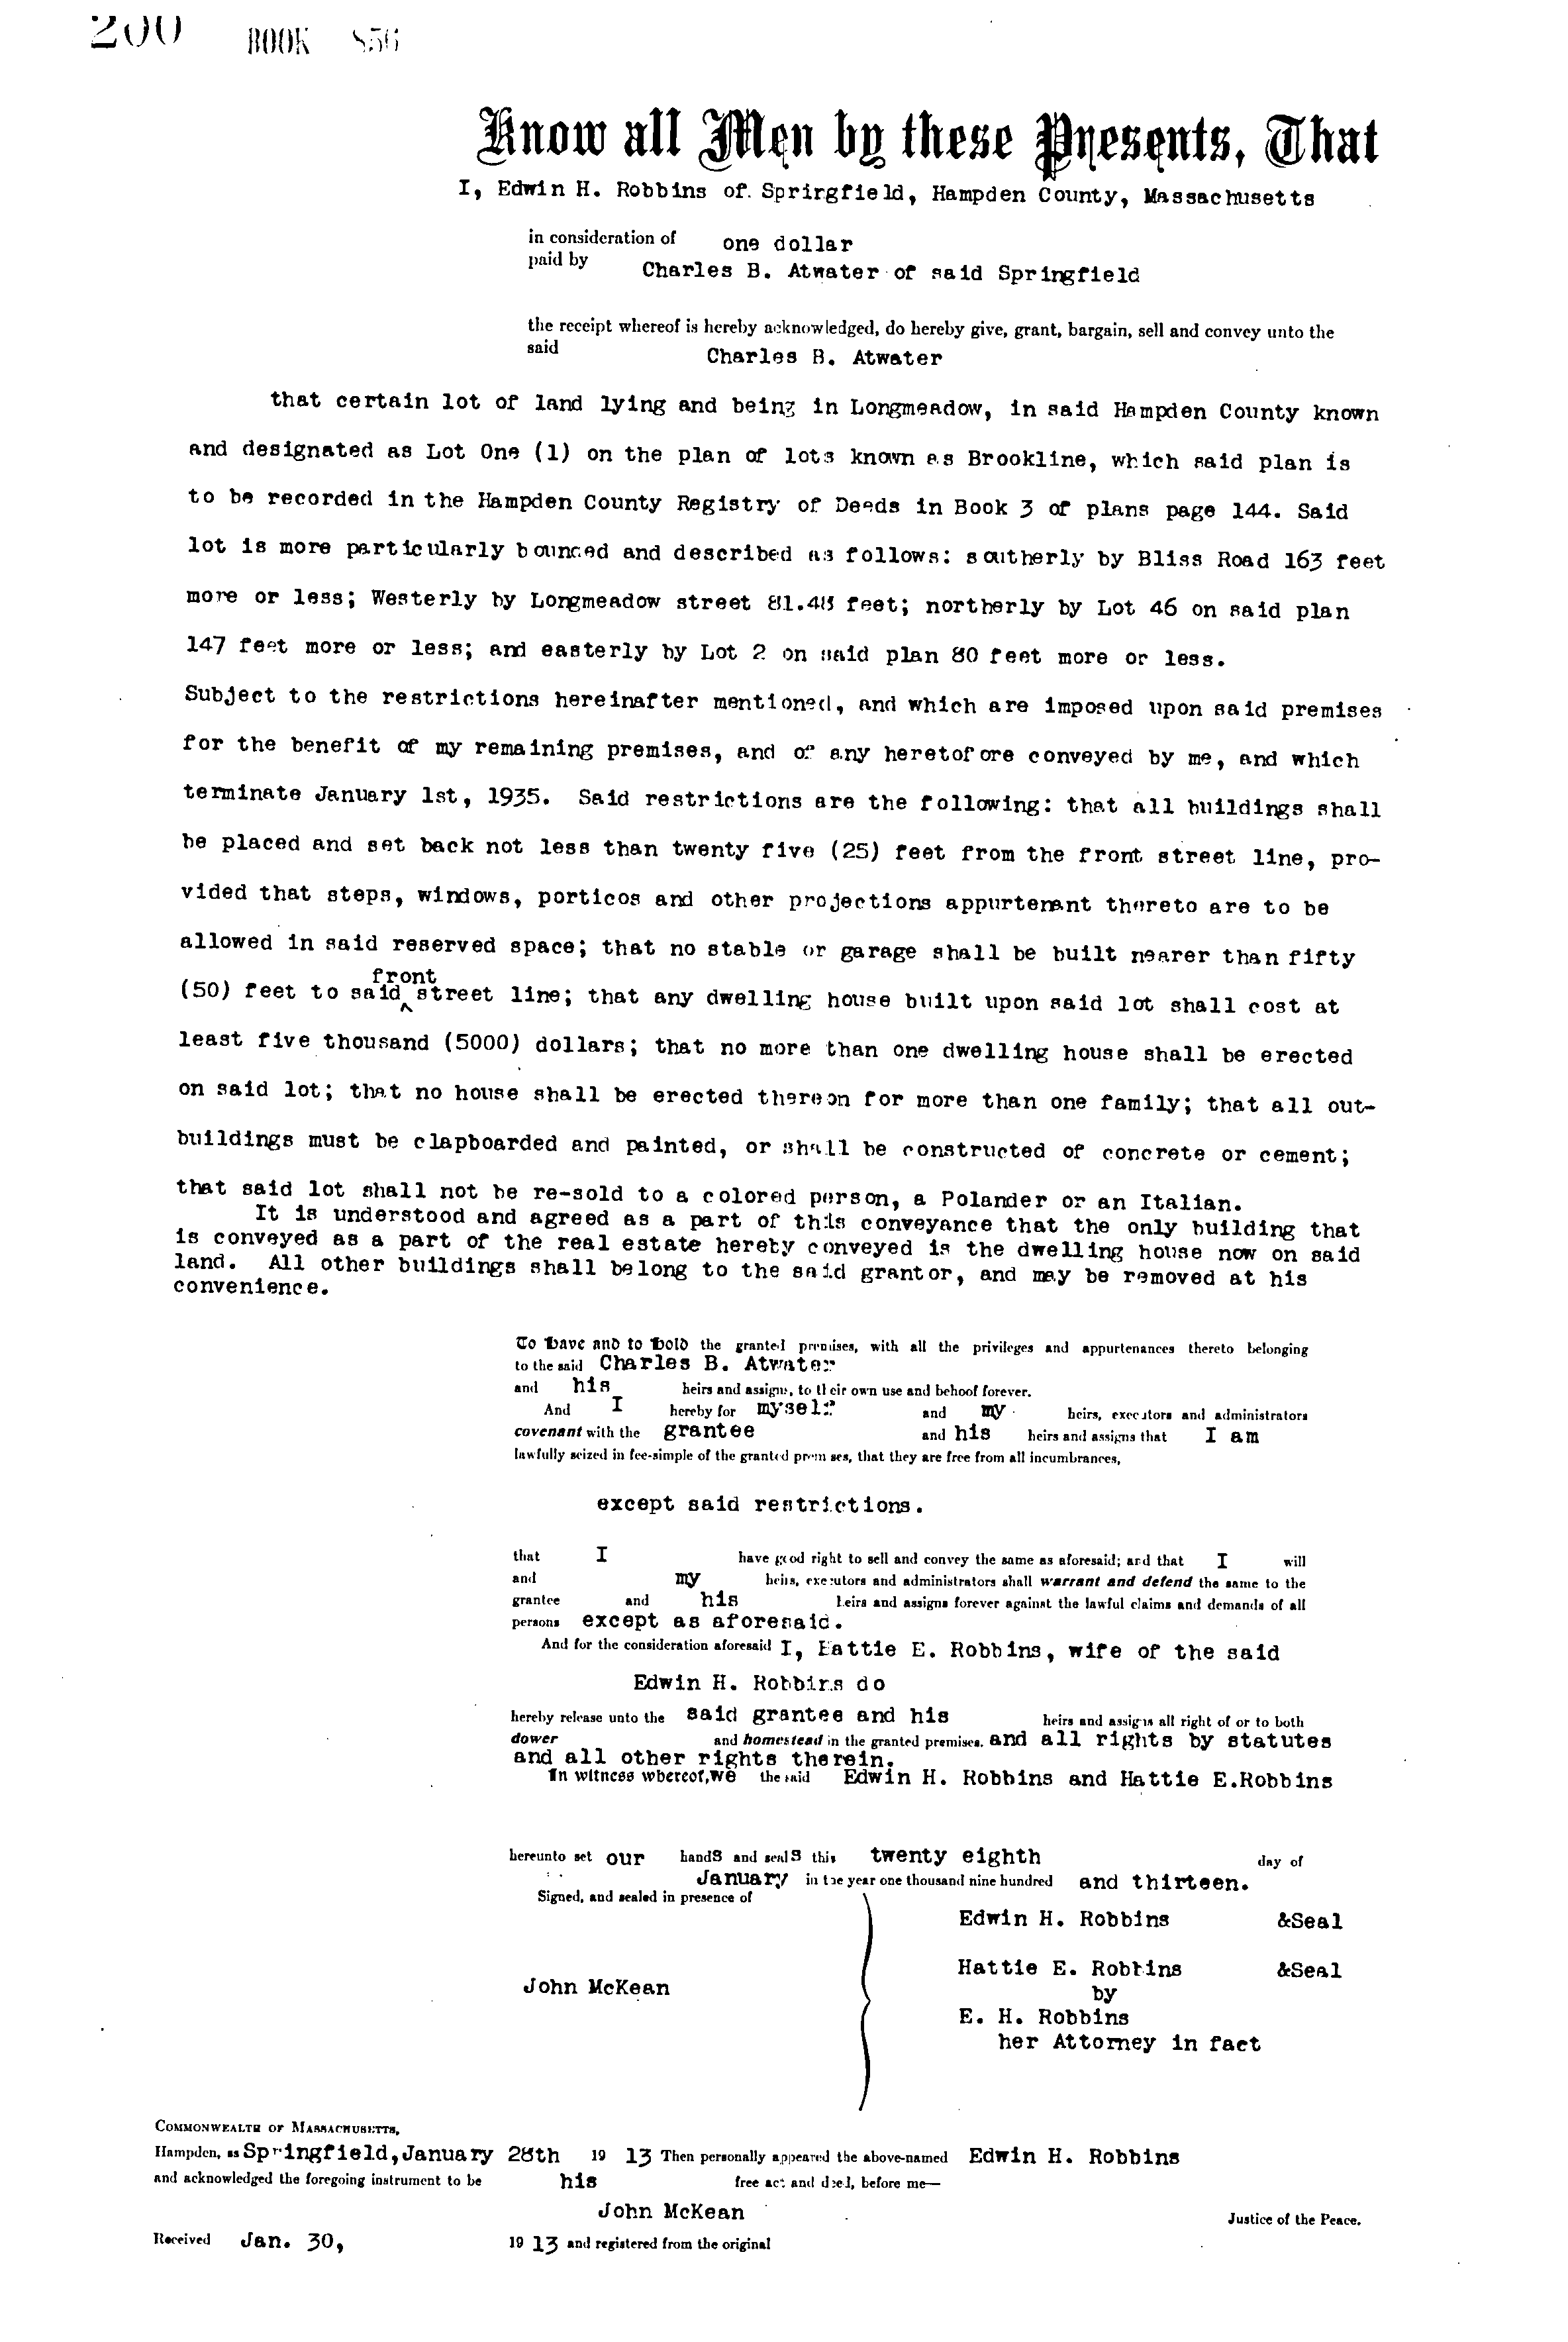 200 BOOK 856
Know all Men by these Presents, That
I, Edwin H. Robbins of Springfield, Hampden County, Massachusetts
in consideration of one dollar
paid by Charles B. Atwater of said Springfield
the receipt whereof is hereby acknowledged, do hereby give, grant, bargain, sell and convey unto the
said Charles B. Atwater
that certain lot of land lying and being in Longmeadow, in said Hampden County known
and designated as Lot One (1) on the plan of lots known as Brookline, which said plan is
to be recorded in the Hampden County Registry of Deeds in Book 3 of plans page 144. Said
lot is more particularly bounded and described as follows: southerly by Bliss Road 163 feet
more or less; Westerly by Longmeadow street 81.48 feet; northerly by Lot 46 on said plan
147 feet more or less; and easterly by Lot 2 on said plan 80 feet more or less.
Subject to the restrictions hereinafter mentioned, and which are imposed upon said premises
for the benefit of my remaining premises, and of any heretofore conveyed by me, and which
terminate January 1st, 1935. Said restrictions are the following: that all buildings shall
be placed and set back not less than twenty five (25) feet from the front street line, pro-
vided that steps, windows, porticos and other projections appurtenant thereto are to be
allowed in said reserved space; that no stable or garage shall be built nearer than fifty
(50) feet to said front street line; that any dwelling house built upon said lot shall cost at
least five thousand (5000) dollars; that no more than one dwelling house shall be erected
on said lot; that no house shall be erected thereon for more than one family; that all out-
buildings must be clapboarded and painted, or shall be constructed of concrete or cement;
that said lot shall not be re-sold to a colored person, a Polander or an Italian.
It is understood and agreed as a part of this conveyance that the only building that
is conveyed as a part of the real estate hereby conveyed is the dwelling house now on said
land. All other buildings shall belong to the said grantor, and may be removed at his
convenience.
To have and to hold the granted premises, with all the privileges and appurtenances thereto belonging
to the said Charles B. Atwater
and his heirs and assigns, to their own use and behoof forever.
And I hereby for myself and my heirs, executors and administrators
covenant with the grantee and his heirs and assigns that I am
lawfully seized in fee-simple of the granted premises, that they are free from all incumbrances,
except said restrictions.
that I have good right to sell and convey the same as aforesaid; and that I will
and my heirs, executors and administrators shall warrant and defend the same to the
grantee and his heirs and assigns forever against the lawful claims and demands of all
persons except as aforesaid.
And for the consideration aforesaid I, Hattie E. Robbins, wife of the said
Edwin H. Robbins do
hereby release unto the said grantee and his heirs and assigns all right of or to both
dower and homestead in the granted premises. and all rights by statutes
and all other rights therein.
In witness whereof, we the said Edwin H. Robbins and Hattie E.Robbins
hereunto set our handS and sealS this twenty eighth day of
January in the year one thousand nine hundred and thirteen.
Signed, and sealed in presence of
Edwin H. Robbins &Seal
Hattie E. Robbins &Seal
John McKean
by
E. H. Robbins
her Attorney in fact
COMMONWEALTH OF MASSACHUSETTS,
Hampden, ss Springfield, January 28th 19 13 Then personally appeared the above-named Edwin H. Robbins
and acknowledged the foregoing instrument to be his free act and deed, before me—
John McKean Justice of the Peace.
Received Jan. 30, 19 13 and registered from the original